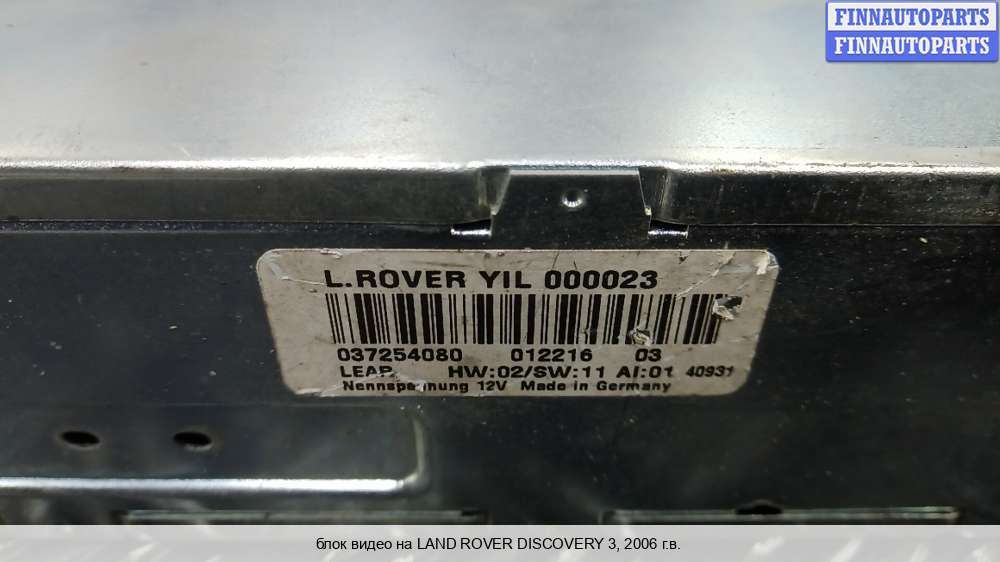 FINNAUTOPARTS
FINNAUTOPARTS
L.ROVER YIL 000023
037254080 012216 03
LEAR HW:02/SW:11 AI:01 40931
Nennspannung 12V Made in Germany
блок видео на LAND ROVER DISCOVERY 3, 2006 г.в.